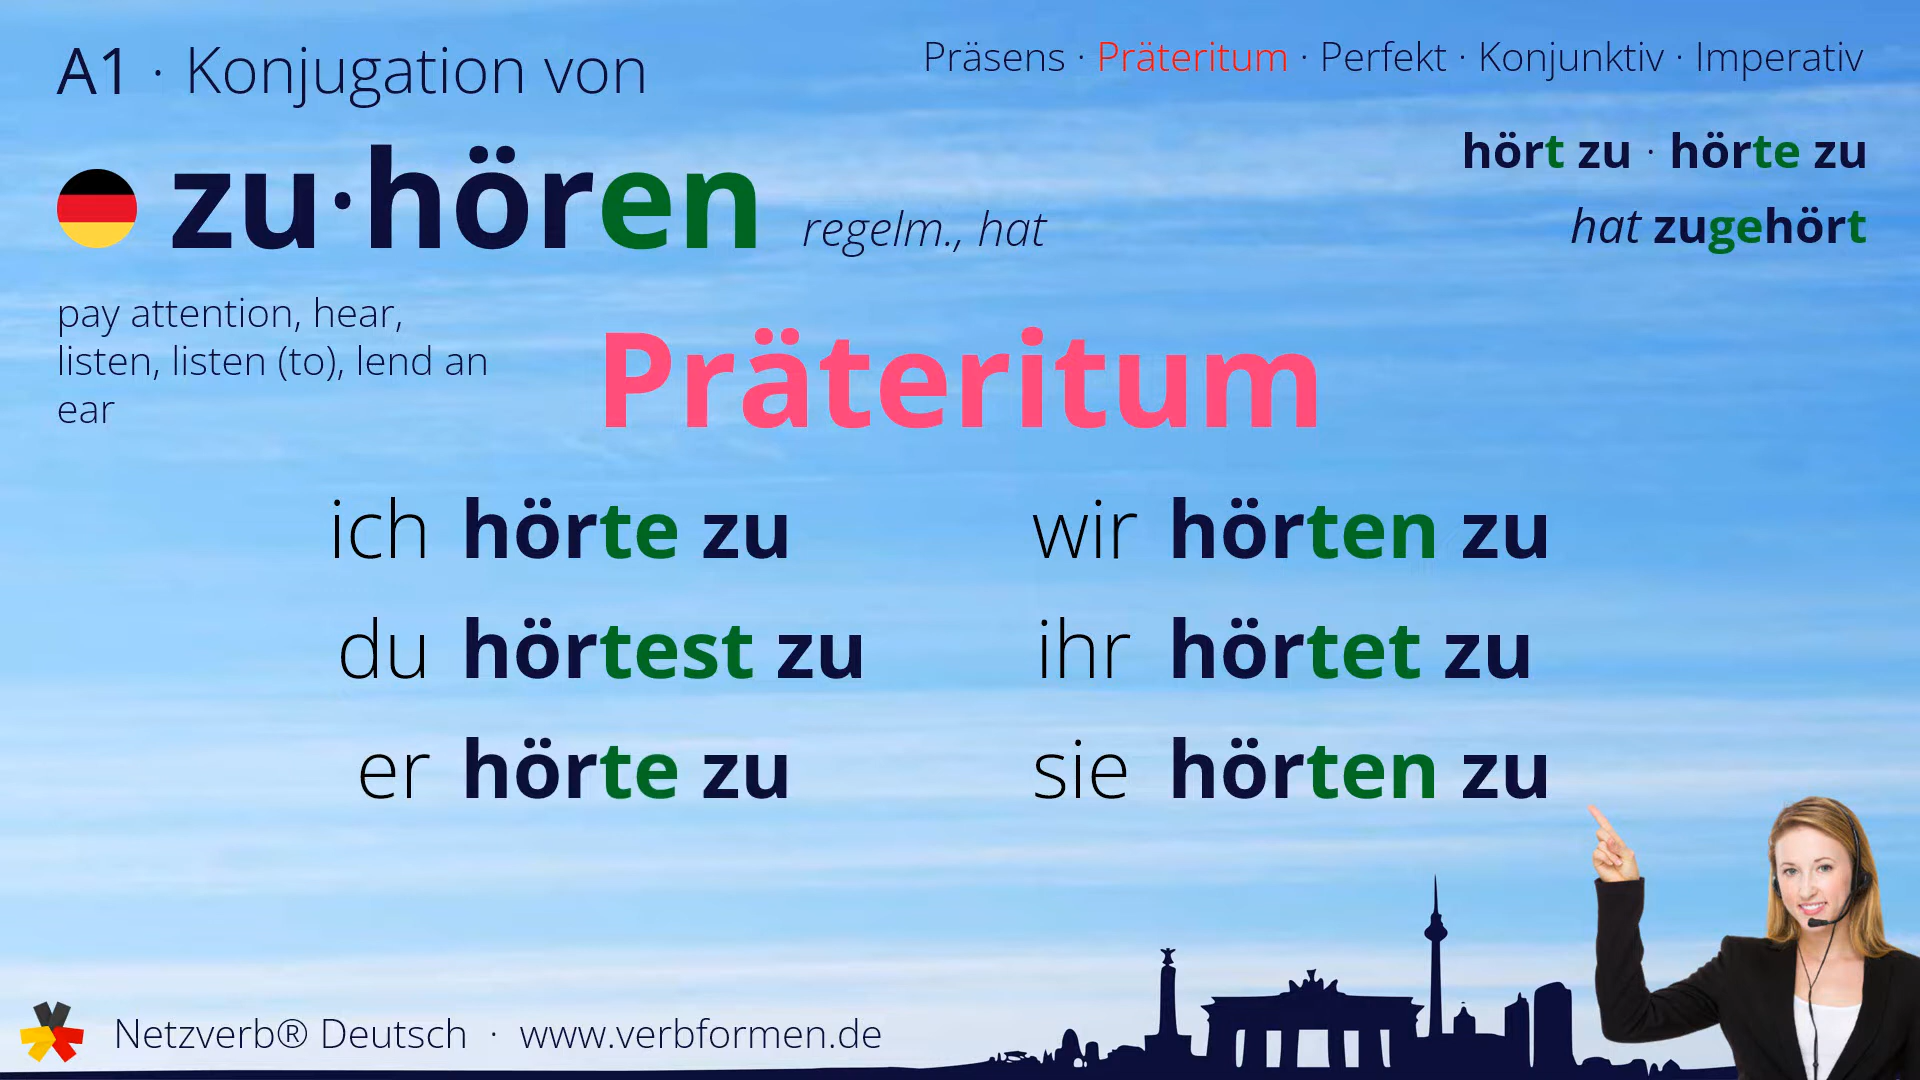 A1 · Konjugation von
Präsens · Präteritum · Perfekt · Konjunktiv · Imperativ
zu·hören regelm., hat
hört zu · hörte zu
hat zugehört
pay attention, hear,
listen, listen (to), lend an
ear
Präteritum
ich hörte zu
du hörtest zu
er hörte zu
wir hörten zu
ihr hörtet zu
sie hörten zu
Netzverb® Deutsch · www.verbformen.de